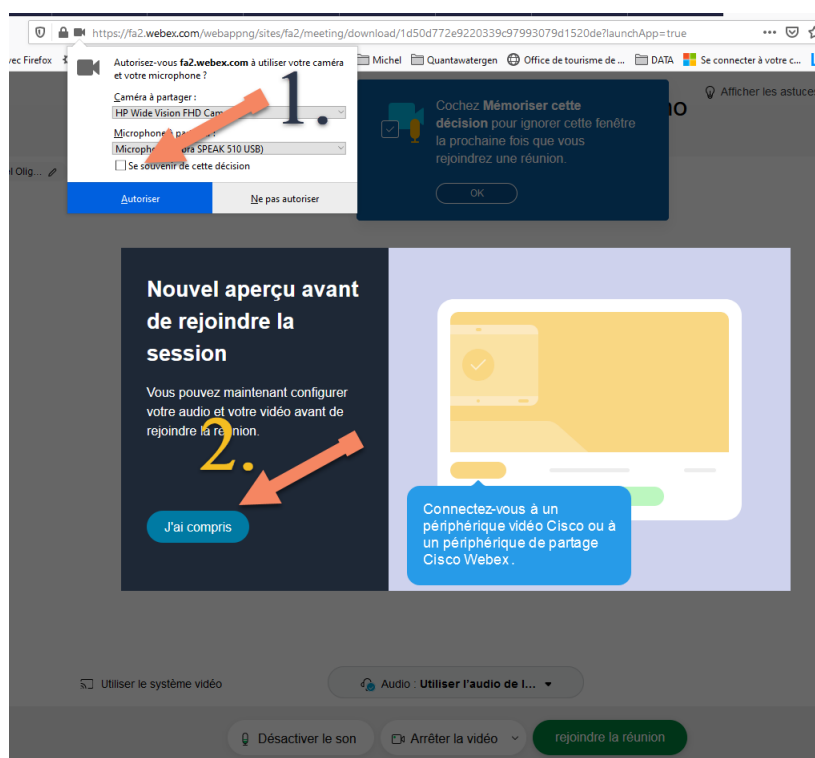 https://fa2.webex.com/webappng/sites/fa2/meeting/download/1d50d772e9220339c97993079d1520de?launchApp=true
vec Firefox
Michel
Quantawatergen
Office de tourisme de ...
DATA
Se connecter à votre c...
Autorisez-vous fa2.webex.com à utiliser votre caméra
et votre microphone ?
Caméra à partager :
HP Wide Vision FHD Cam
Microphone à p
SPEAK 510 USB)
Se souvenir de cette décision
Autoriser
Ne pas autoriser
1.
Cochez Mémoriser cette
décision pour ignorer cette fenêtre
la prochaine fois que vous
rejoindrez une réunion.
OK
no
Afficher les astuces
ol Olig...
Nouvel aperçu avant
de rejoindre la
session
Vous pouvez maintenant configurer
votre audio et votre vidéo avant de
rejoindre la réunion.
2.
J'ai compris
Connectez-vous à un
périphérique vidéo Cisco ou à
un périphérique de partage
Cisco Webex.
Utiliser le système vidéo
Audio : Utiliser l'audio de l...
Désactiver le son
Arrêter la vidéo
rejoindre la réunion